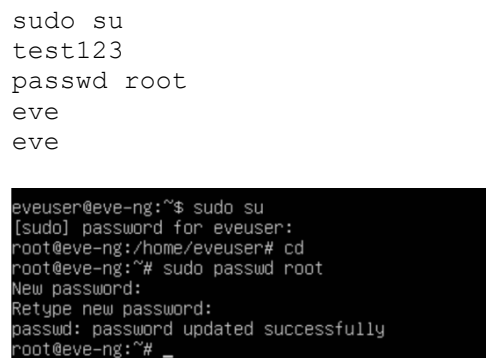 sudo su
test123
passwd root
eve
eve
eveuser@eve-ng:~$ sudo su
[sudo] password for eveuser:
root@eve-ng:/home/eveuser# cd
root@eve-ng:~# sudo passwd root
New password:
Retype new password:
passwd: password updated successfully
root@eve-ng:~# _